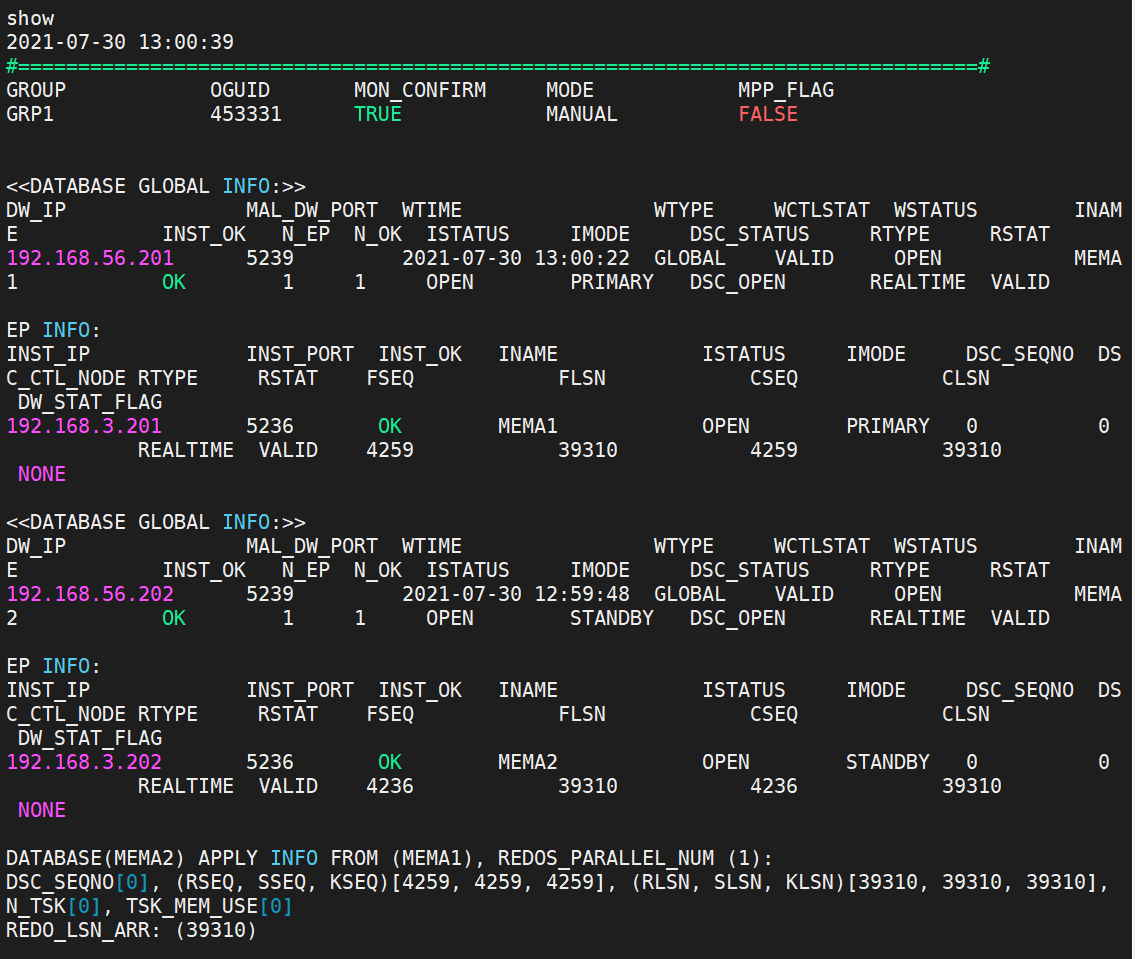 show
2021-07-30 13:00:39
#================================================================================#
GROUP            OGUID       MON_CONFIRM     MODE            MPP_FLAG
GRP1             453331      TRUE            MANUAL          FALSE
<<DATABASE GLOBAL INFO:>>
DW_IP               MAL_DW_PORT  WTIME                WTYPE     WCTLSTAT  WSTATUS        INAM
E            INST_OK   N_EP  N_OK  ISTATUS     IMODE     DSC_STATUS     RTYPE     RSTAT
192.168.56.201      5239         2021-07-30 13:00:22  GLOBAL    VALID     OPEN           MEMA
1            OK        1     1     OPEN        PRIMARY   DSC_OPEN       REALTIME  VALID
EP INFO:
INST_IP             INST_PORT  INST_OK   INAME            ISTATUS     IMODE     DSC_SEQNO  DS
C_CTL_NODE RTYPE     RSTAT    FSEQ            FLSN            CSEQ            CLSN
 DW_STAT_FLAG
192.168.3.201       5236       OK        MEMA1            OPEN        PRIMARY   0          0
           REALTIME  VALID    4259            39310           4259            39310
 NONE
<<DATABASE GLOBAL INFO:>>
DW_IP               MAL_DW_PORT  WTIME                WTYPE     WCTLSTAT  WSTATUS        INAM
E            INST_OK   N_EP  N_OK  ISTATUS     IMODE     DSC_STATUS     RTYPE     RSTAT
192.168.56.202      5239         2021-07-30 12:59:48  GLOBAL    VALID     OPEN           MEMA
2            OK        1     1     OPEN        STANDBY   DSC_OPEN       REALTIME  VALID
EP INFO:
INST_IP             INST_PORT  INST_OK   INAME            ISTATUS     IMODE     DSC_SEQNO  DS
C_CTL_NODE RTYPE     RSTAT    FSEQ            FLSN            CSEQ            CLSN
 DW_STAT_FLAG
192.168.3.202       5236       OK        MEMA2            OPEN        STANDBY   0          0
           REALTIME  VALID    4236            39310           4236            39310
 NONE
DATABASE(MEMA2) APPLY INFO FROM (MEMA1), REDOS_PARALLEL_NUM (1):
DSC_SEQNO[0], (RSEQ, SSEQ, KSEQ)[4259, 4259, 4259], (RLSN, SLSN, KLSN)[39310, 39310, 39310],
N_TSK[0], TSK_MEM_USE[0]
REDO_LSN_ARR: (39310)